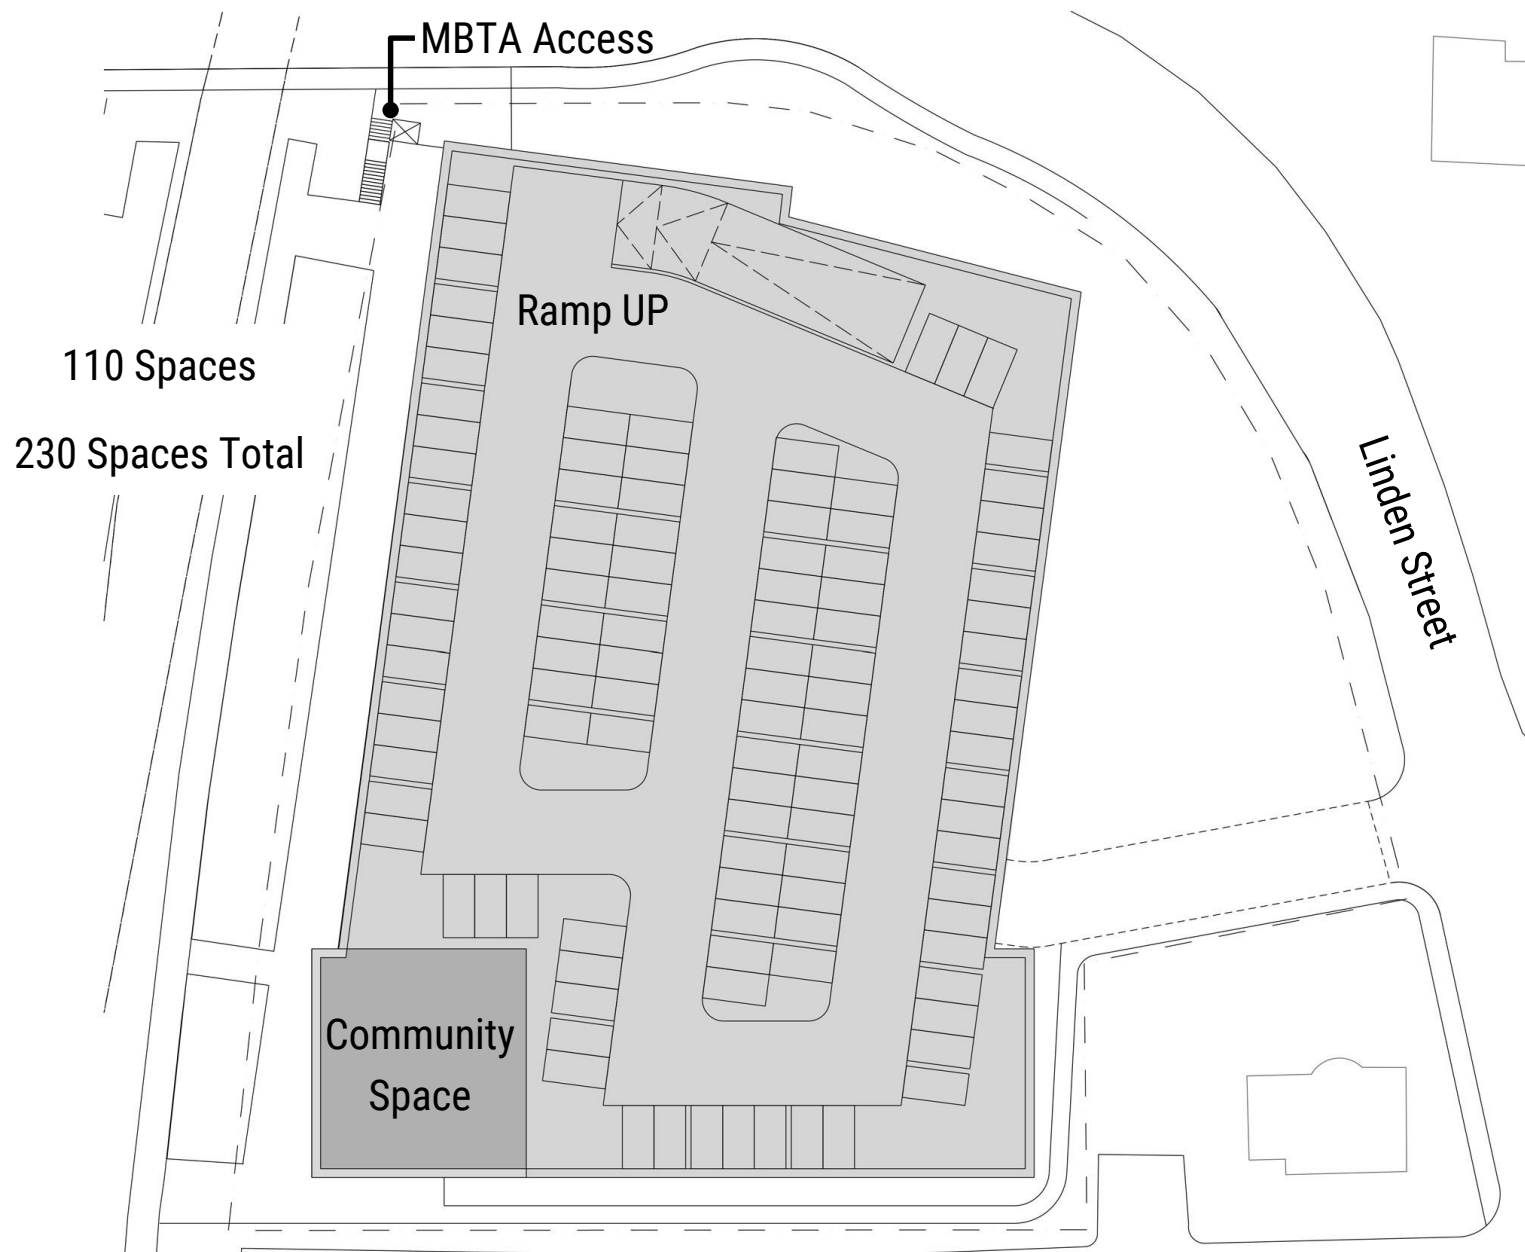 MBTA Access
Ramp UP
110 Spaces
230 Spaces Total
Linden Street
Community
Space